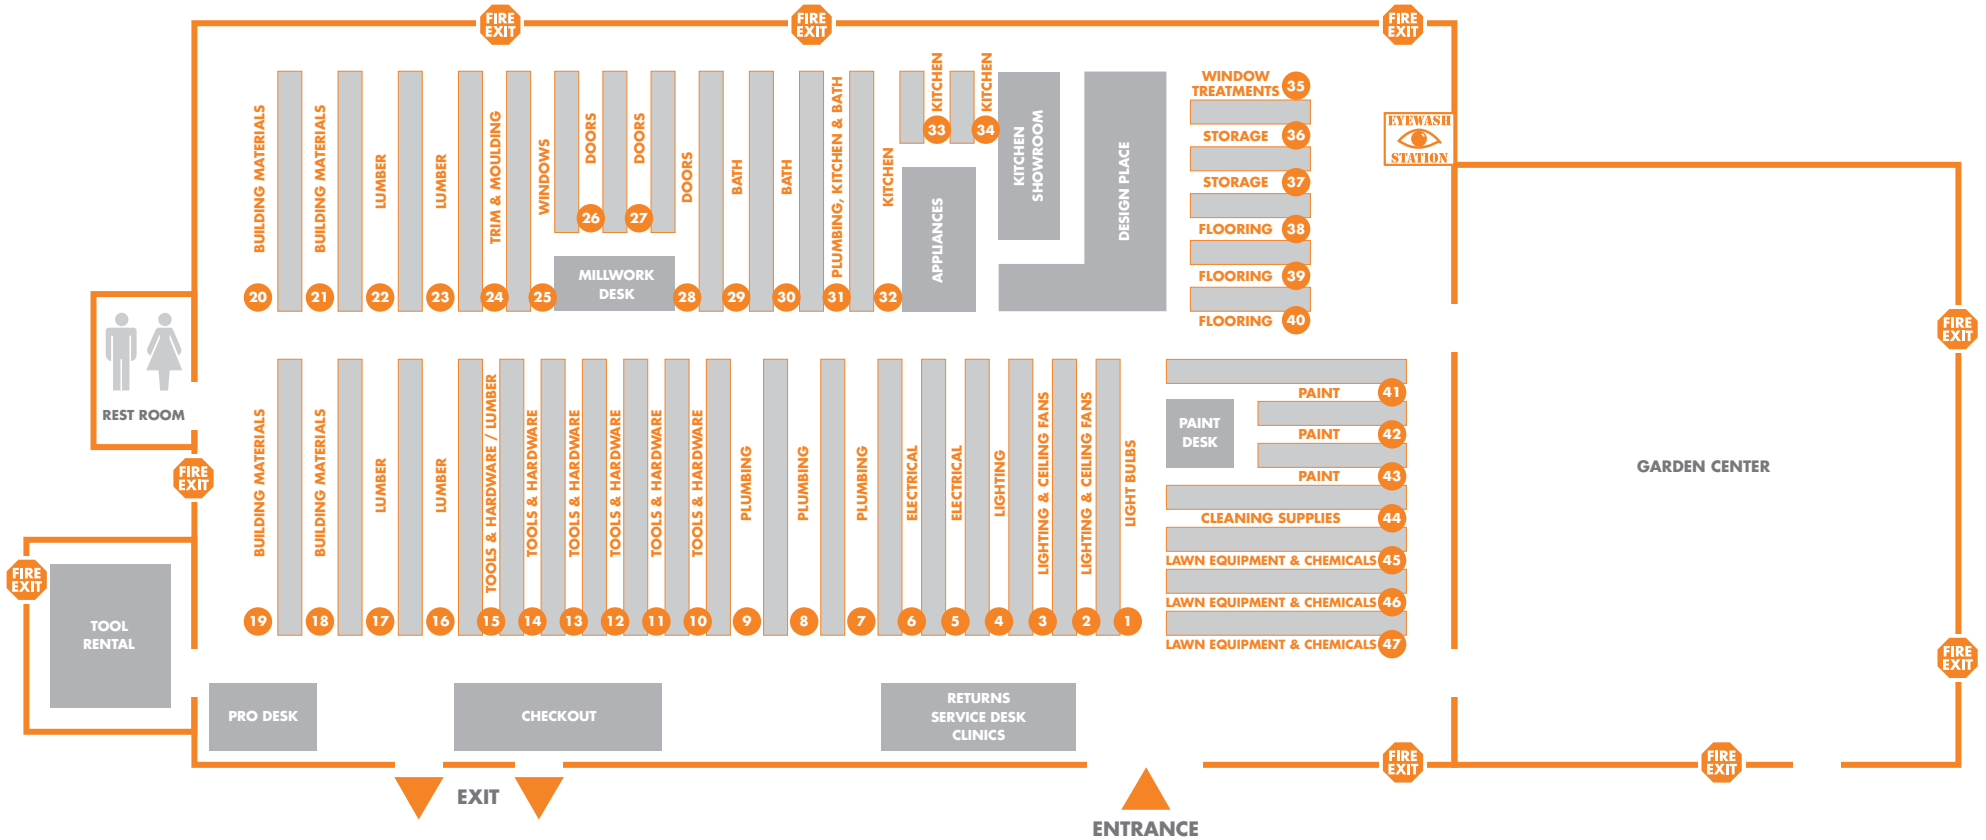 FIRE
EXIT
FIRE
EXIT
FIRE
EXIT
BUILDING MATERIALS
20
BUILDING MATERIALS
21
LUMBER
22
LUMBER
23
TRIM & MOULDING
24
WINDOWS
25
DOORS
26
DOORS
27
MILLWORK
DESK
DOORS
28
BATH
29
BATH
30
PLUMBING, KITCHEN & BATH
31
KITCHEN
32
KITCHEN
33
KITCHEN
34
APPLIANCES
KITCHEN
SHOWROOM
DESIGN PLACE
WINDOW
TREATMENTS 35
STORAGE 36
STORAGE 37
FLOORING 38
FLOORING 39
FLOORING 40
EYEWASH
STATION
REST ROOM
FIRE
EXIT
FIRE
EXIT
TOOL
RENTAL
BUILDING MATERIALS
19
BUILDING MATERIALS
18
LUMBER
17
LUMBER
16
TOOLS & HARDWARE / LUMBER
15
TOOLS & HARDWARE
14
TOOLS & HARDWARE
13
TOOLS & HARDWARE
12
TOOLS & HARDWARE
11
TOOLS & HARDWARE
10
PLUMBING
9
PLUMBING
8
PLUMBING
7
ELECTRICAL
6
ELECTRICAL
5
LIGHTING
4
LIGHTING & CEILING FANS
3
LIGHTING & CEILING FANS
2
LIGHT BULBS
1
PAINT
DESK
PAINT 41
PAINT 42
PAINT 43
CLEANING SUPPLIES 44
LAWN EQUIPMENT & CHEMICALS 45
LAWN EQUIPMENT & CHEMICALS 46
LAWN EQUIPMENT & CHEMICALS 47
GARDEN CENTER
FIRE
EXIT
FIRE
EXIT
PRO DESK
CHECKOUT
RETURNS
SERVICE DESK
CLINICS
FIRE
EXIT
FIRE
EXIT
EXIT
ENTRANCE